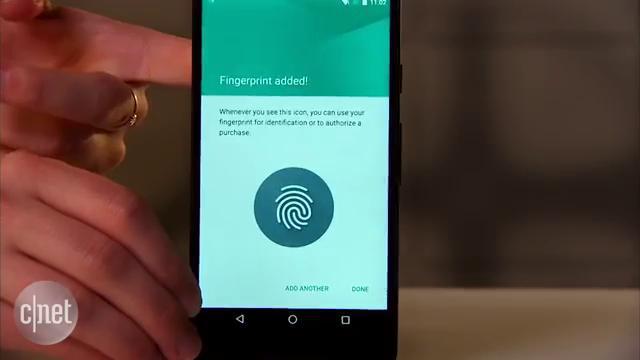 11:02
Fingerprint added!
Whenever you see this icon, you can use your
fingerprint for identification or to authorize a
purchase.
ADD ANOTHER DONE
c|net